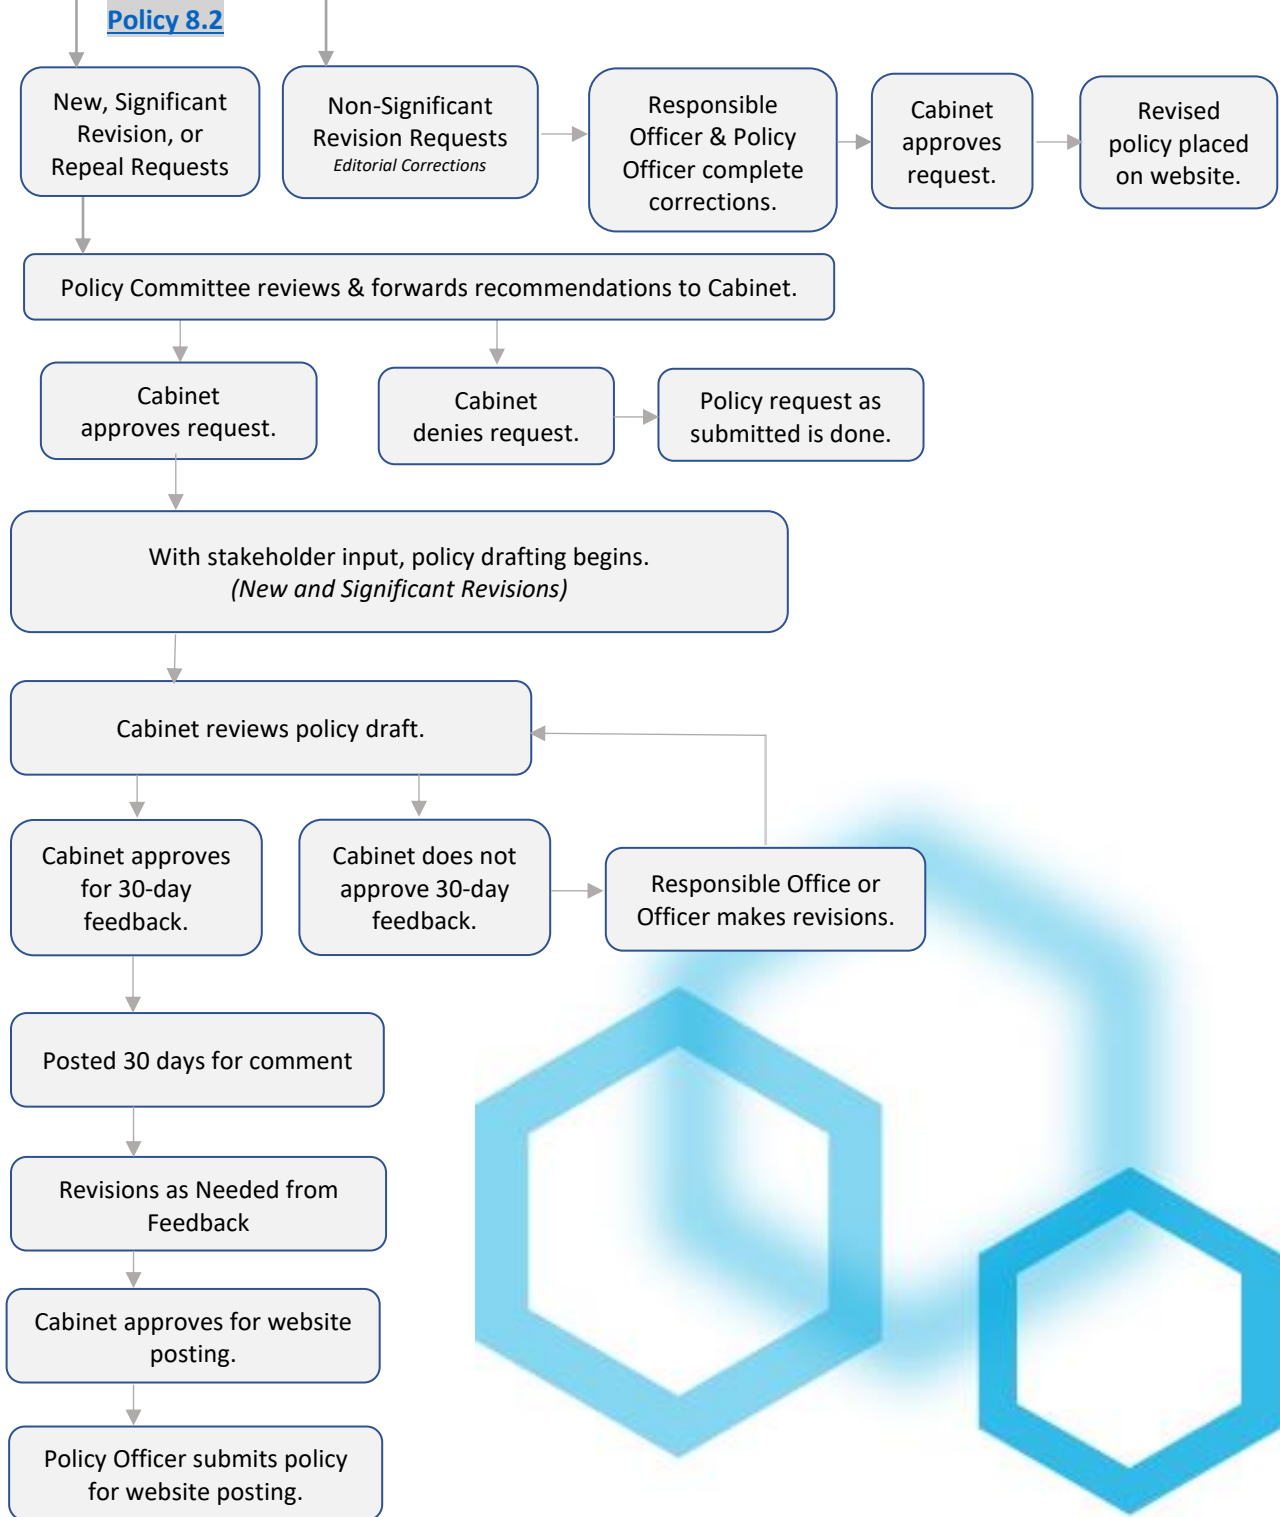 Policy 8.2
New, Significant
Revision, or
Repeal Requests
Non-Significant
Revision Requests
Editorial Corrections
Responsible
Officer & Policy
Officer complete
corrections.
Cabinet
approves
request.
Revised
policy placed
on website.
Policy Committee reviews & forwards recommendations to Cabinet.
Cabinet
approves request.
Cabinet
denies request.
Policy request as
submitted is done.
With stakeholder input, policy drafting begins.
(New and Significant Revisions)
Cabinet reviews policy draft.
Cabinet approves
for 30-day
feedback.
Cabinet does not
approve 30-day
feedback.
Responsible Office or
Officer makes revisions.
Posted 30 days for comment
Revisions as Needed from
Feedback
Cabinet approves for website
posting.
Policy Officer submits policy
for website posting.